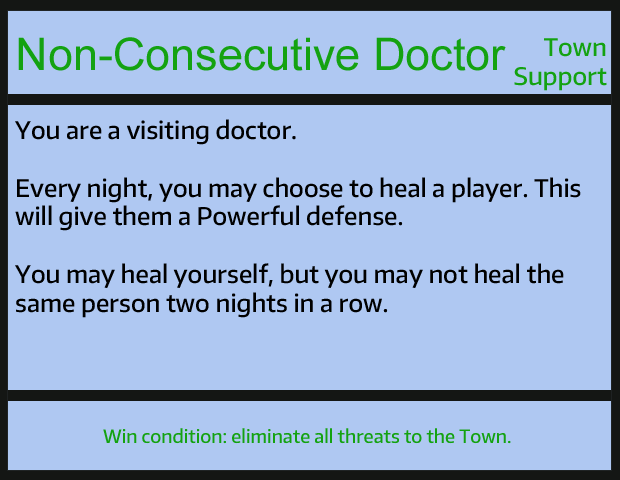 Non-Consecutive Doctor
Town
Support
You are a visiting doctor.
Every night, you may choose to heal a player. This
will give them a Powerful defense.
You may heal yourself, but you may not heal the
same person two nights in a row.
Win condition: eliminate all threats to the Town.